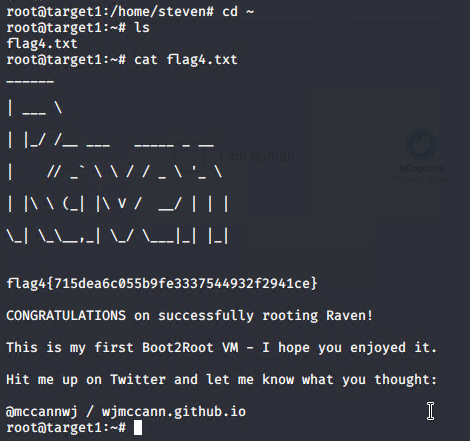 root@target1:/home/steven# cd ~
root@target1:~# ls
flag4.txt
root@target1:~# cat flag4.txt
______
| ___ \
| |_/ /__ ___   _____ _ __
|    // _` \ \ / / _ \ '_ \
| |\ \ (_| |\ V /  __/ | | |
\_| \_\__,_| \_/ \___|_| |_|
flag4{715dea6c055b9fe3337544932f2941ce}
CONGRATULATIONS on successfully rooting Raven!
This is my first Boot2Root VM - I hope you enjoyed it.
Hit me up on Twitter and let me know what you thought:
@mccannwj / wjmccann.github.io
root@target1:~#
I am human
hCaptcha